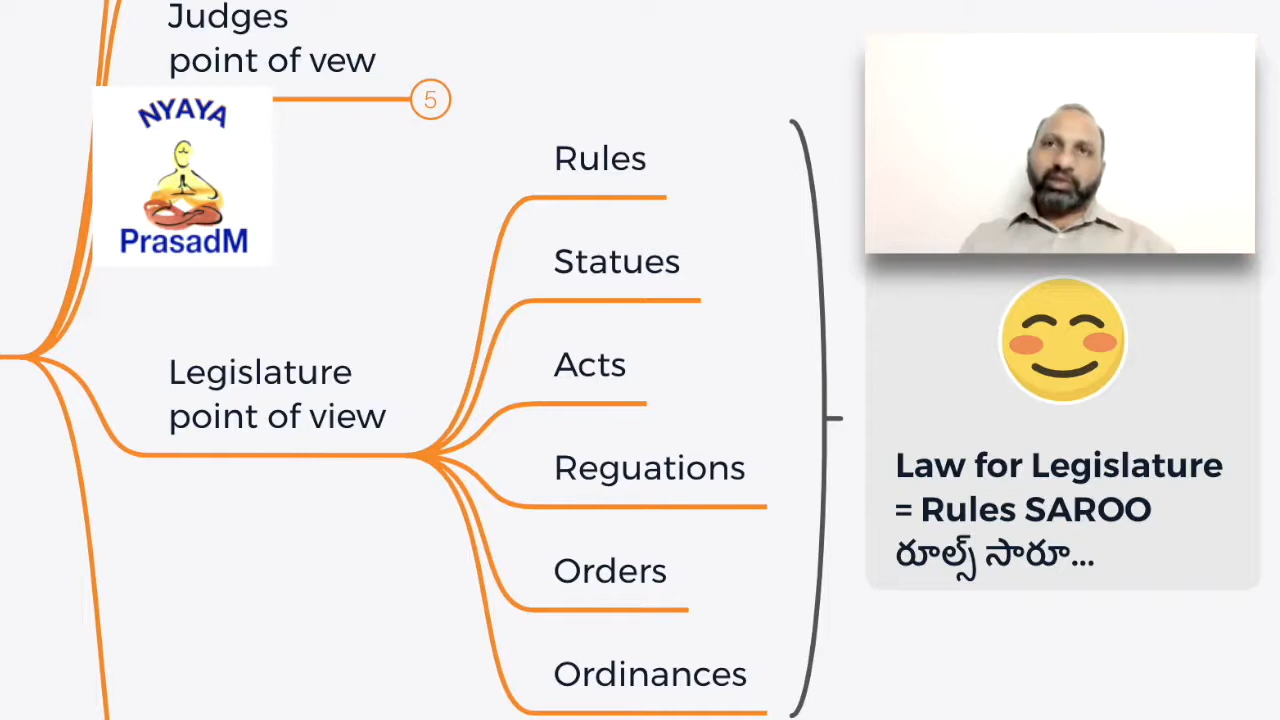 Judges
point of vew
5
NYAYA
PrasadM
Legislature
point of view
Rules
Statues
Acts
Reguations
Orders
Ordinances
Law for Legislature
= Rules SAROO
రూల్స్ సారూ...